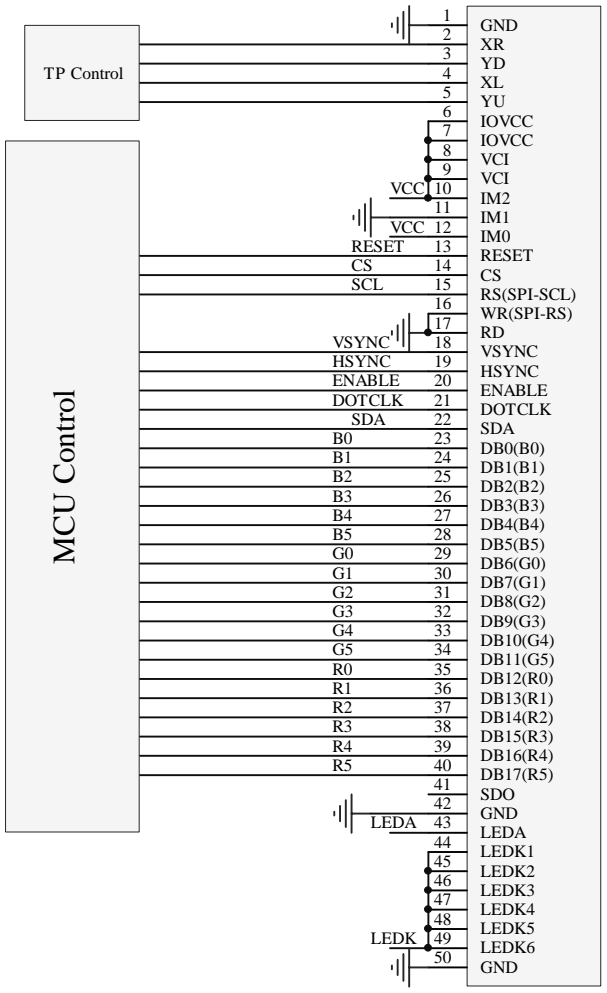 TP Control
MCU Control
1 GND
2 XR
3 YD
4 XL
5 YU
6 IOVCC
7 IOVCC
8 VCI
9 VCI
VCC 10 IM2
11 IM1
VCC 12 IM0
RESET 13 RESET
CS 14 CS
SCL 15 RS(SPI-SCL)
16 WR(SPI-RS)
17 RD
VSYNC 18 VSYNC
HSYNC 19 HSYNC
ENABLE 20 ENABLE
DOTCLK 21 DOTCLK
SDA 22 SDA
B0 23 DB0(B0)
B1 24 DB1(B1)
B2 25 DB2(B2)
B3 26 DB3(B3)
B4 27 DB4(B4)
B5 28 DB5(B5)
G0 29 DB6(G0)
G1 30 DB7(G1)
G2 31 DB8(G2)
G3 32 DB9(G3)
G4 33 DB10(G4)
G5 34 DB11(G5)
R0 35 DB12(R0)
R1 36 DB13(R1)
R2 37 DB14(R2)
R3 38 DB15(R3)
R4 39 DB16(R4)
R5 40 DB17(R5)
41 SDO
42 GND
LEDA 43 LEDA
44 LEDK1
45 LEDK2
46 LEDK3
47 LEDK4
48 LEDK5
LEDK 49 LEDK6
50 GND